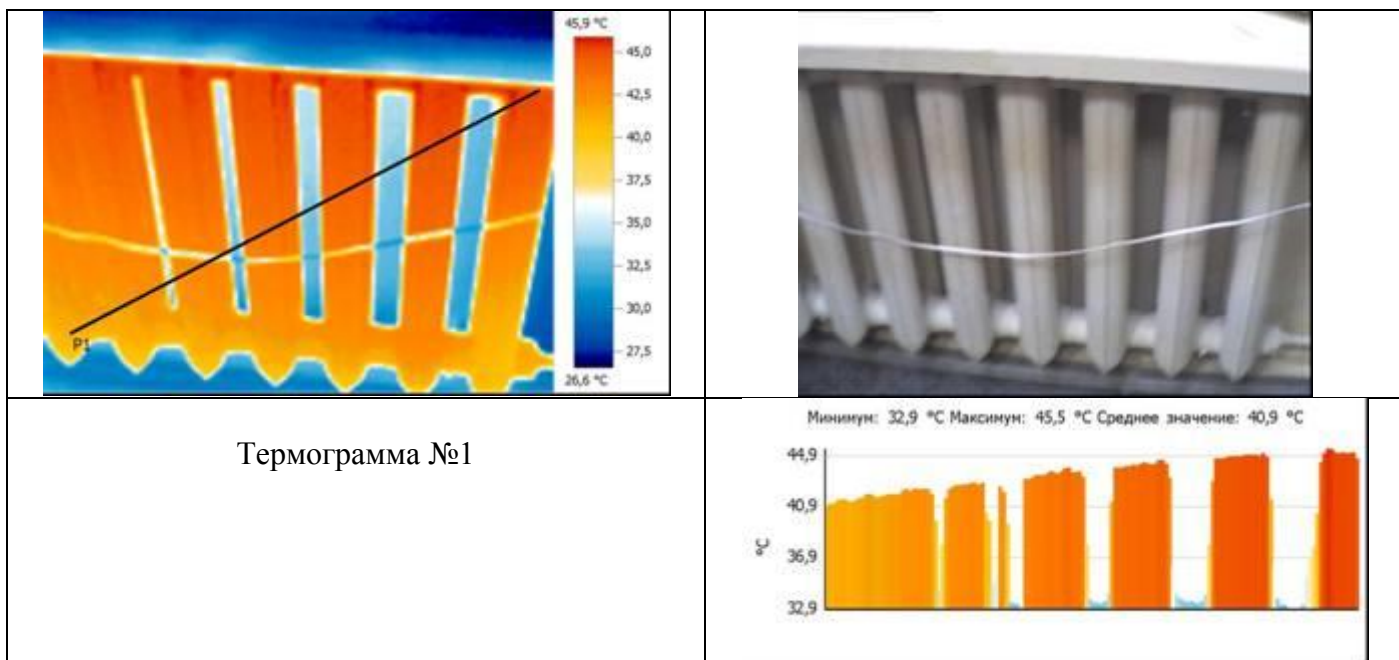 45,9 °C
45,0
42,5
40,0
37,5
35,0
32,5
30,0
27,5
26,6 °C
P1
Термограмма №1
Минимум: 32,9 °C Максимум: 45,5 °C Среднее значение: 40,9 °C
44,9
40,9
36,9
32,9
°C